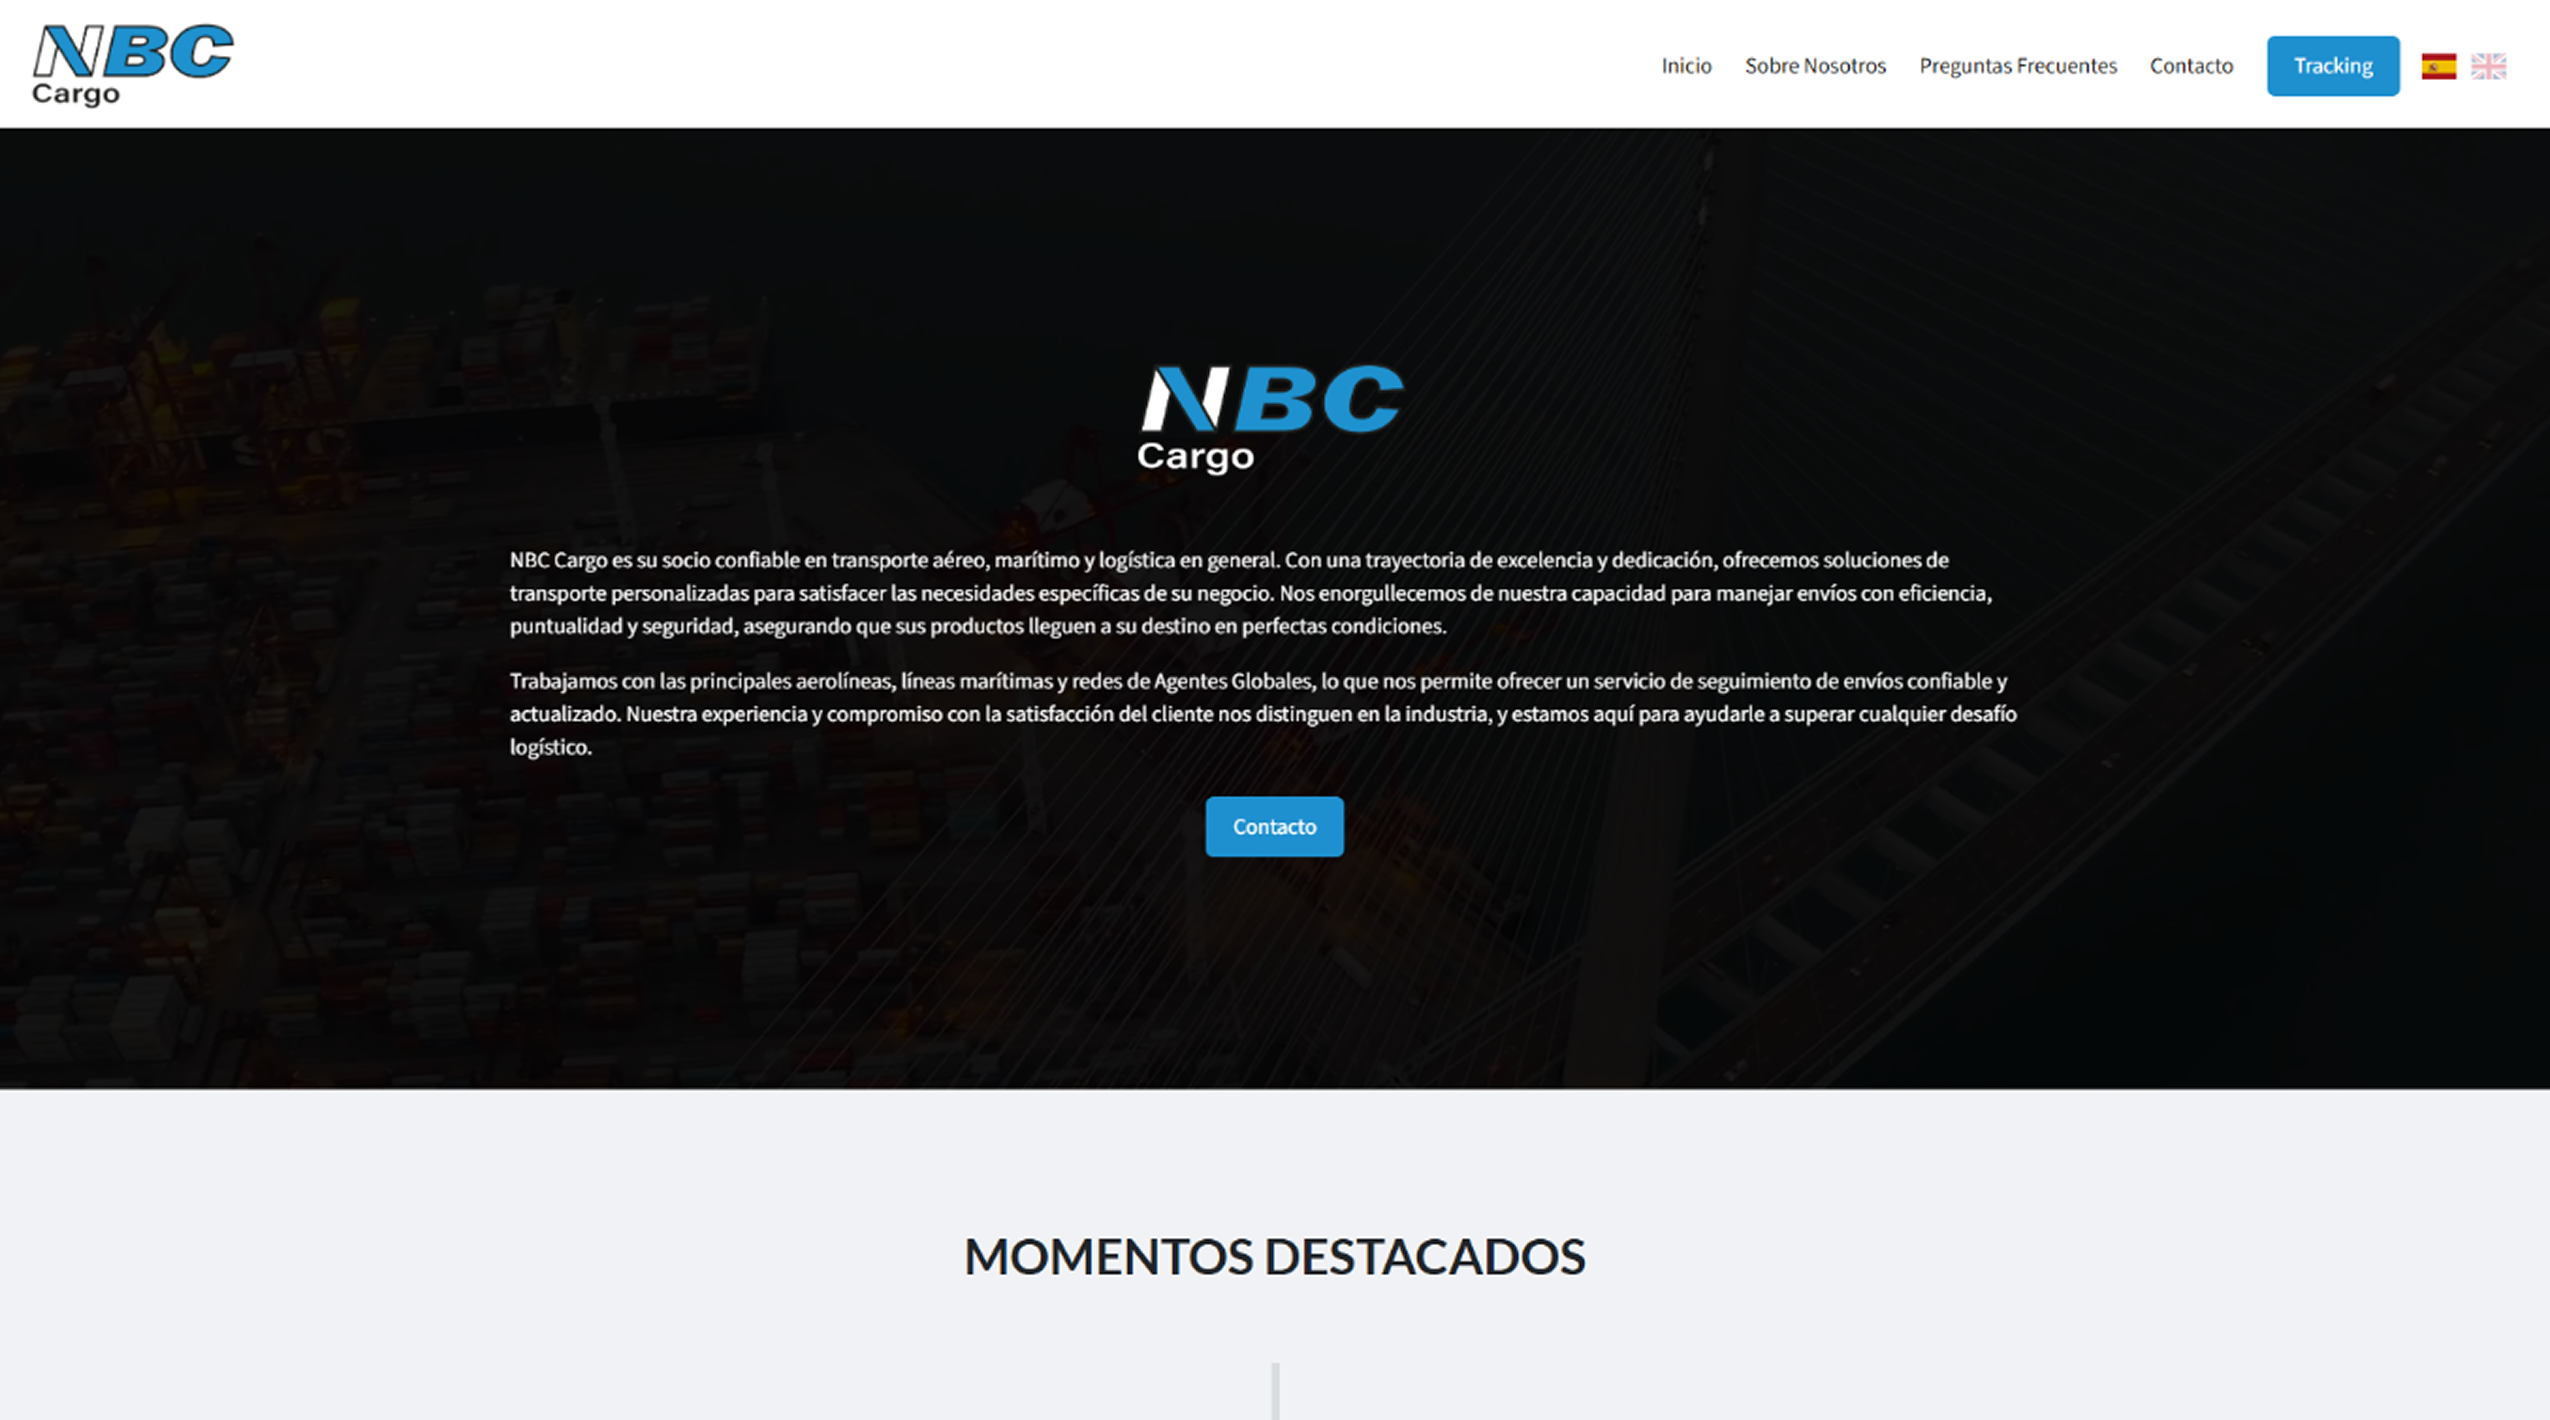 NBC
Cargo
Inicio Sobre Nosotros Preguntas Frecuentes Contacto Tracking
NBC
Cargo
NBC Cargo es su socio confiable en transporte aéreo, marítimo y logística en general. Con una trayectoria de excelencia y dedicación, ofrecemos soluciones de
transporte personalizadas para satisfacer las necesidades específicas de su negocio. Nos enorgullecemos de nuestra capacidad para manejar envíos con eficiencia,
puntualidad y seguridad, asegurando que sus productos lleguen a su destino en perfectas condiciones.
Trabajamos con las principales aerolíneas, líneas marítimas y redes de Agentes Globales, lo que nos permite ofrecer un servicio de seguimiento de envíos confiable y
actualizado. Nuestra experiencia y compromiso con la satisfacción del cliente nos distinguen en la industria, y estamos aquí para ayudarle a superar cualquier desafío
logístico.
Contacto
MOMENTOS DESTACADOS